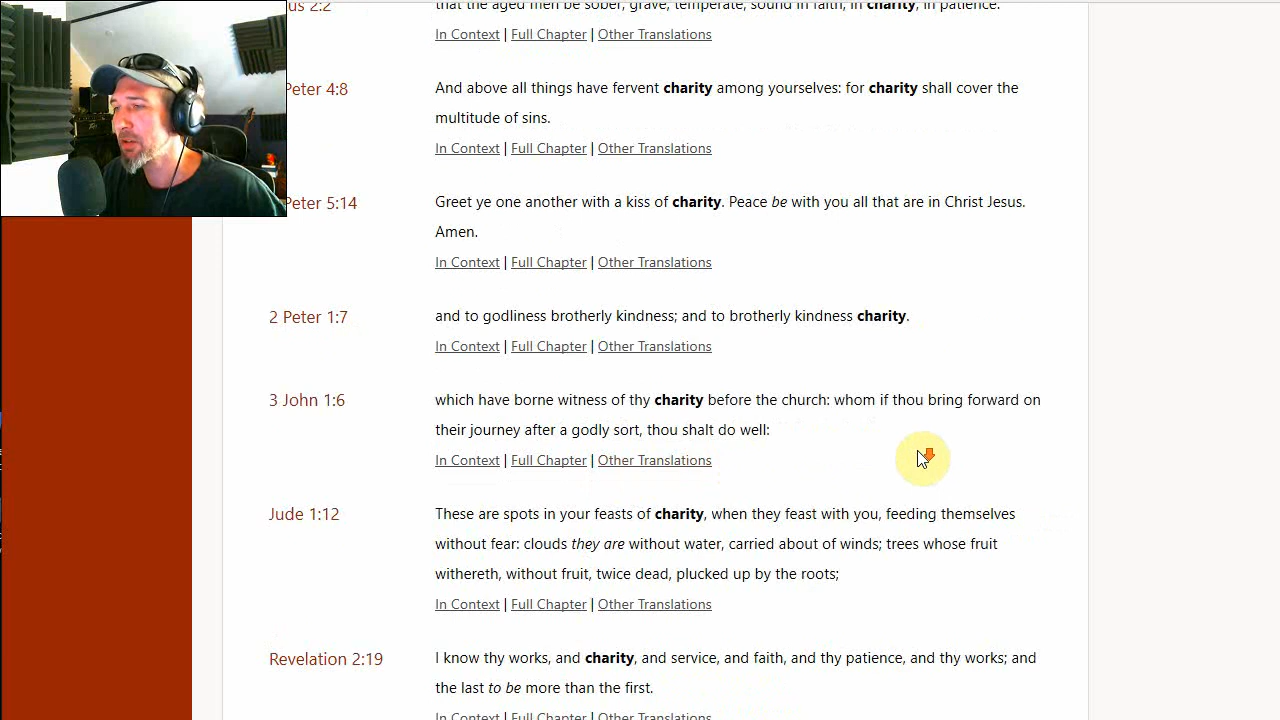 us 2:2
that the aged men be sober, grave, temperate, sound in faith, in charity, in patience.
In Context | Full Chapter | Other Translations
Peter 4:8
And above all things have fervent charity among yourselves: for charity shall cover the
multitude of sins.
In Context | Full Chapter | Other Translations
Peter 5:14
Greet ye one another with a kiss of charity. Peace be with you all that are in Christ Jesus.
Amen.
In Context | Full Chapter | Other Translations
2 Peter 1:7
and to godliness brotherly kindness; and to brotherly kindness charity.
In Context | Full Chapter | Other Translations
3 John 1:6
which have borne witness of thy charity before the church: whom if thou bring forward on
their journey after a godly sort, thou shalt do well:
In Context | Full Chapter | Other Translations
Jude 1:12
These are spots in your feasts of charity, when they feast with you, feeding themselves
without fear: clouds they are without water, carried about of winds; trees whose fruit
withereth, without fruit, twice dead, plucked up by the roots;
In Context | Full Chapter | Other Translations
Revelation 2:19
I know thy works, and charity, and service, and faith, and thy patience, and thy works; and
the last to be more than the first.
In Context | Full Chapter | Other Translations